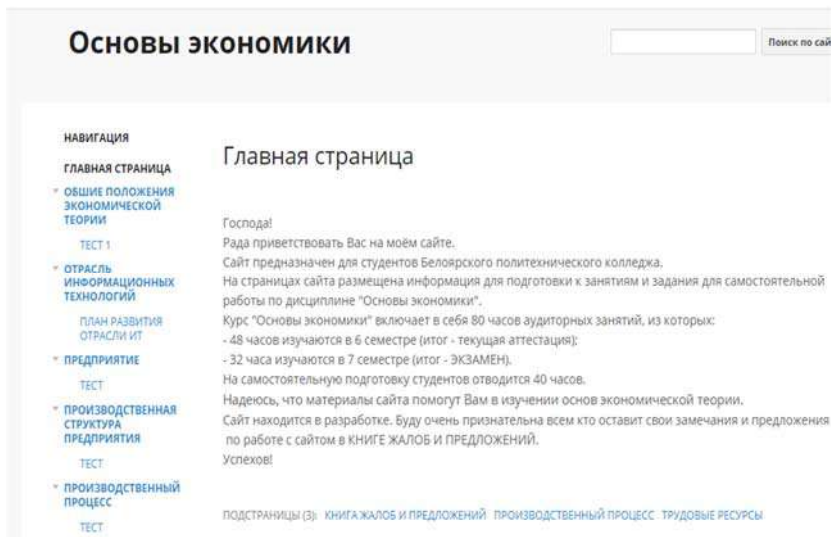 Основы экономики
Поиск по сай
НАВИГАЦИЯ
ГЛАВНАЯ СТРАНИЦА
ОБЩИЕ ПОЛОЖЕНИЯ
ЭКОНОМИЧЕСКОЙ
ТЕОРИИ
ТЕСТ 1
ОТРАСЛЬ
ИНФОРМАЦИОННЫХ
ТЕХНОЛОГИЙ
ПЛАН РАЗВИТИЯ
ОТРАСЛИ ИТ
ПРЕДПРИЯТИЕ
ТЕСТ
ПРОИЗВОДСТВЕННАЯ
СТРУКТУРА
ПРЕДПРИЯТИЯ
ТЕСТ
ПРОИЗВОДСТВЕННЫЙ
ПРОЦЕСС
ТЕСТ
Главная страница
Господа!
Рада приветствовать Вас на моём сайте.
Сайт предназначен для студентов Белоярского политехнического колледжа.
На страницах сайта размещена информация для подготовки к занятиям и задания для самостоятельной
работы по дисциплине "Основы экономики".
Курс "Основы экономики" включает в себя 80 часов аудиторных занятий, из которых:
- 48 часов изучаются в 6 семестре (итог - текущая аттестация);
- 32 часа изучаются в 7 семестре (итог - ЭКЗАМЕН).
На самостоятельную подготовку студентов отводится 40 часов.
Надеюсь, что материалы сайта помогут Вам в изучении основ экономической теории.
Сайт находится в разработке. Буду очень признательна всем кто оставит свои замечания и предложения
по работе с сайтом в КНИГЕ ЖАЛОБ И ПРЕДЛОЖЕНИЙ.
Успехов!
ПОДСТРАНИЦЫ (3): КНИГА ЖАЛОБ И ПРЕДЛОЖЕНИЙ ПРОИЗВОДСТВЕННЫЙ ПРОЦЕСС ТРУДОВЫЕ РЕСУРСЫ